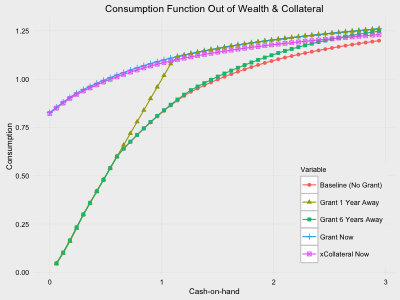 Consumption Function Out of Wealth & Collateral
1.25
1.00
0.75
0.50
0.25
0.00
Consumption
0
1
2
3
Cash-on-hand
Variable
Baseline (No Grant)
Grant 1 Year Away
Grant 6 Years Away
Grant Now
xCollateral Now